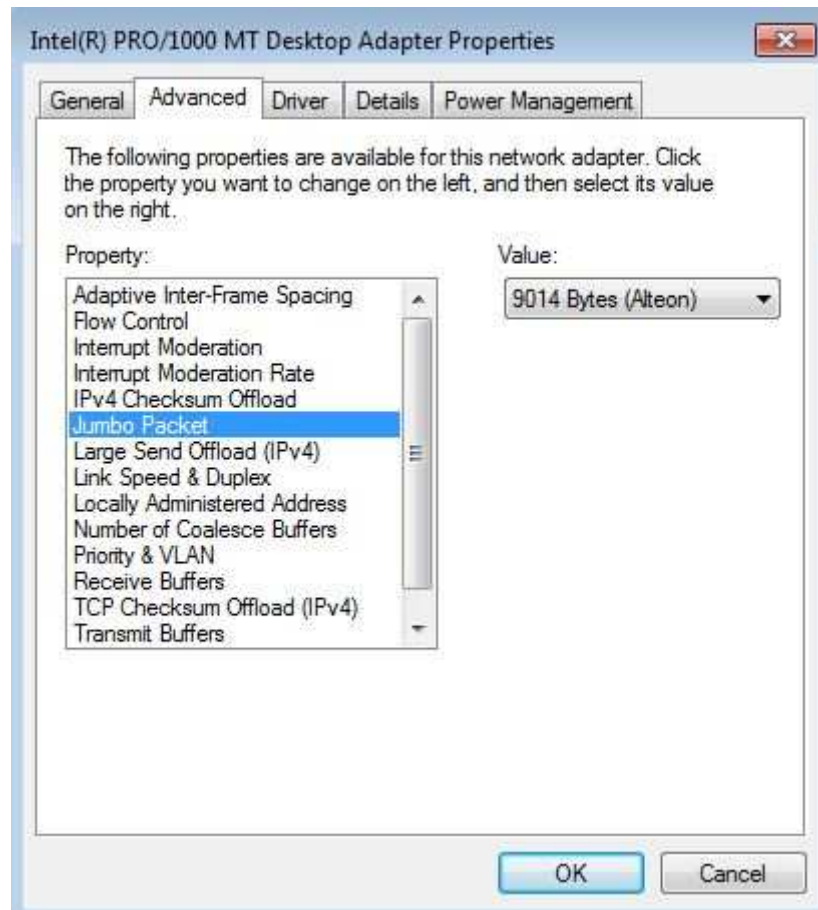 Intel(R) PRO/1000 MT Desktop Adapter Properties
General Advanced Driver Details Power Management
The following properties are available for this network adapter. Click
the property you want to change on the left, and then select its value
on the right.
Property:
Value:
Adaptive Inter-Frame Spacing
Flow Control
Interrupt Moderation
Interrupt Moderation Rate
IPv4 Checksum Offload
Jumbo Packet
Large Send Offload (IPv4)
Link Speed & Duplex
Locally Administered Address
Number of Coalesce Buffers
Priority & VLAN
Receive Buffers
TCP Checksum Offload (IPv4)
Transmit Buffers
9014 Bytes (Alteon)
OK
Cancel